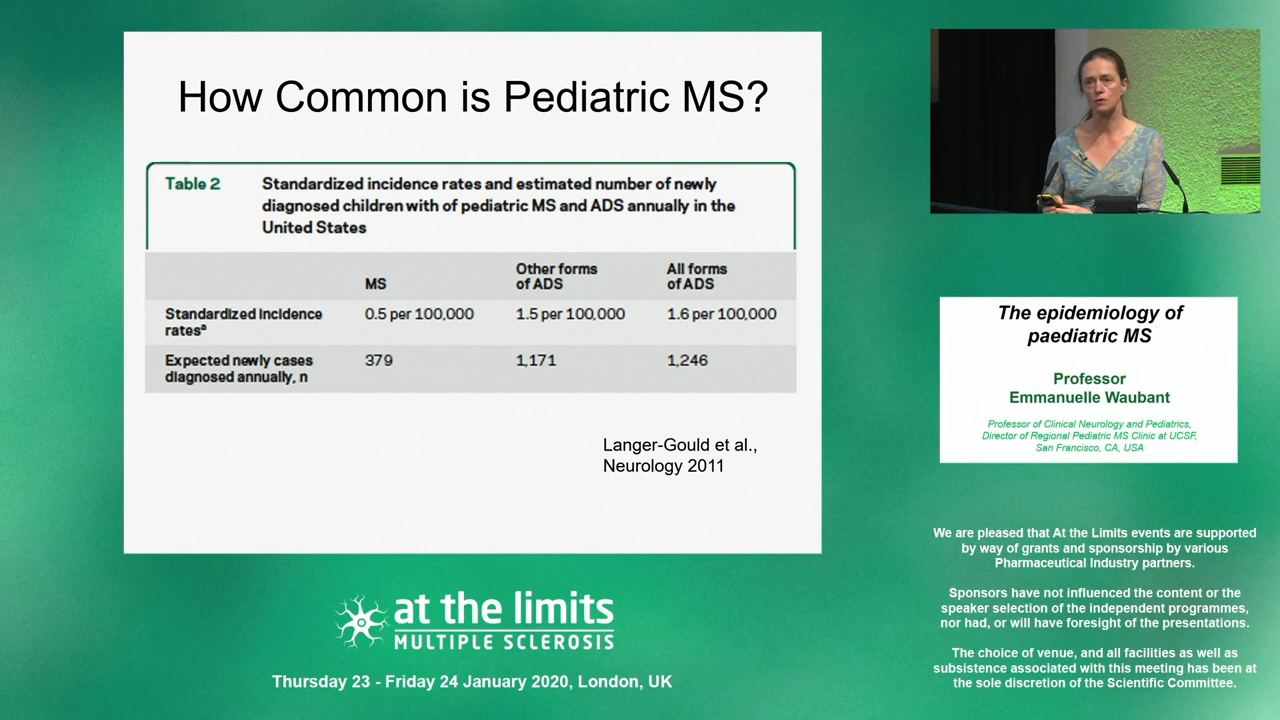 How Common is Pediatric MS?
Table 2
Standardized incidence rates and estimated number of newly
diagnosed children with of pediatric MS and ADS annually in the
United States
MS
Other forms
of ADS
All forms
of ADS
Standardized incidence
ratesª
0.5 per 100,000
1.5 per 100,000
1.6 per 100,000
Expected newly cases
diagnosed annually, n
379
1,171
1,246
Langer-Gould et al.,
Neurology 2011
at the limits
MULTIPLE SCLEROSIS
Thursday 23 - Friday 24 January 2020, London, UK
The epidemiology of
paediatric MS
Professor
Emmanuelle Waubant
Professor of Clinical Neurology and Pediatrics,
Director of Regional Pediatric MS Clinic at UCSF,
San Francisco, CA, USA
We are pleased that At the Limits events are supported
by way of grants and sponsorship by various
Pharmaceutical Industry partners.
Sponsors have not influenced the content or the
speaker selection of the independent programmes,
nor had, or will have foresight of the presentations.
The choice of venue, and all facilities as well as
subsistence associated with this meeting has been at
the sole discretion of the Scientific Committee.